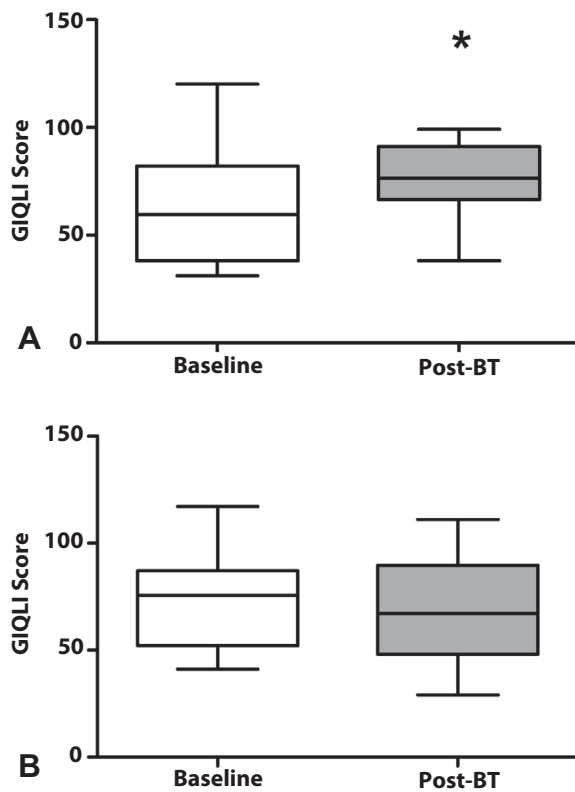 150
*
100
GIQLI Score
50
A
0
Baseline
Post-BT
150
100
GIQLI Score
50
B
0
Baseline
Post-BT